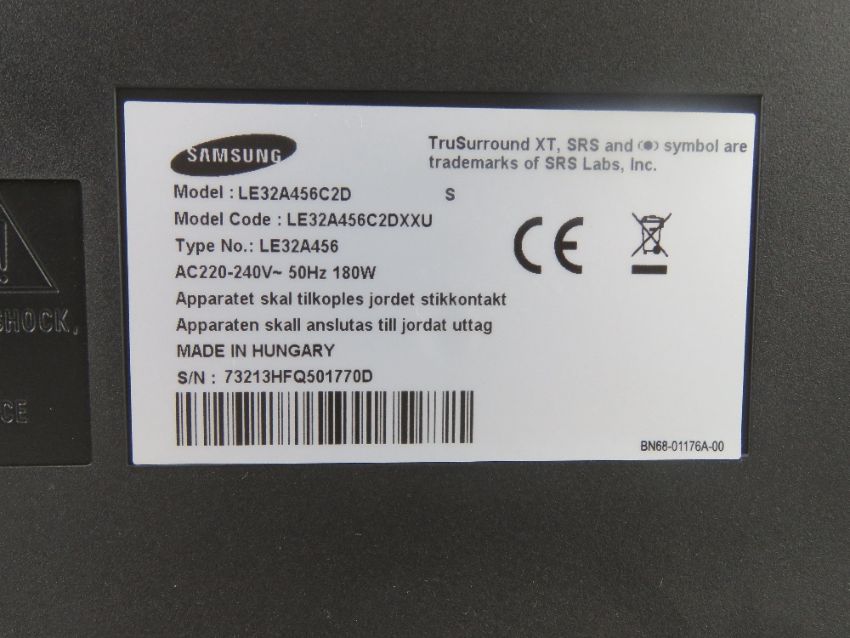 SAMSUNG
TruSurround XT, SRS and (●) symbol are
trademarks of SRS Labs, Inc.
Model : LE32A456C2D S
Model Code : LE32A456C2DXXU
Type No.: LE32A456
AC220-240V~ 50Hz 180W
Apparatet skal tilkoples jordet stikkontakt
Apparaten skall anslutas till jordat uttag
MADE IN HUNGARY
S/N : 73213HFQ501770D
CE
BN68-01176A-00
SHOCK,
CE